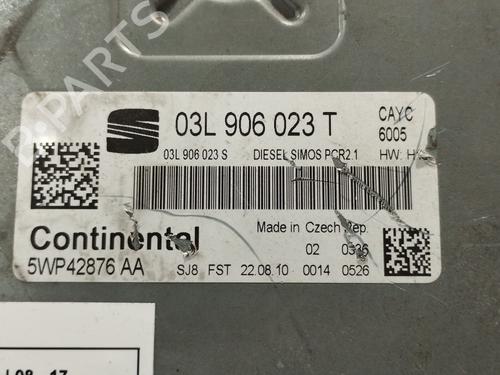 03L 906 023 T
CAYC
6005
03L 906 023 S DIESEL SIMOS PCR2.1 HW:
Continental
Made in Czech Rep.
02 0336
5WP42876 AA SJ8 FST 22.08.10 0014 0526
B-PARTS